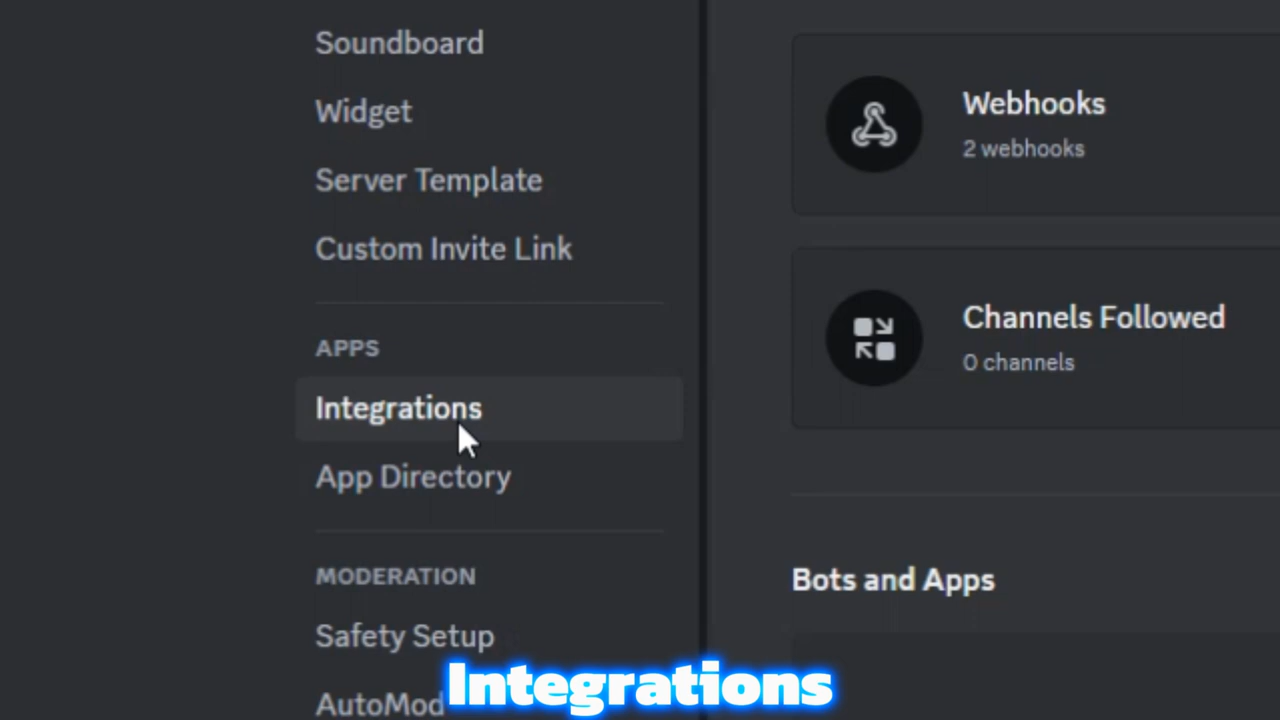 Soundboard
Widget
Server Template
Custom Invite Link
APPS
Integrations
App Directory
MODERATION
Safety Setup
AutoMod
Webhooks
2 webhooks
Channels Followed
0 channels
Bots and Apps
Integrations